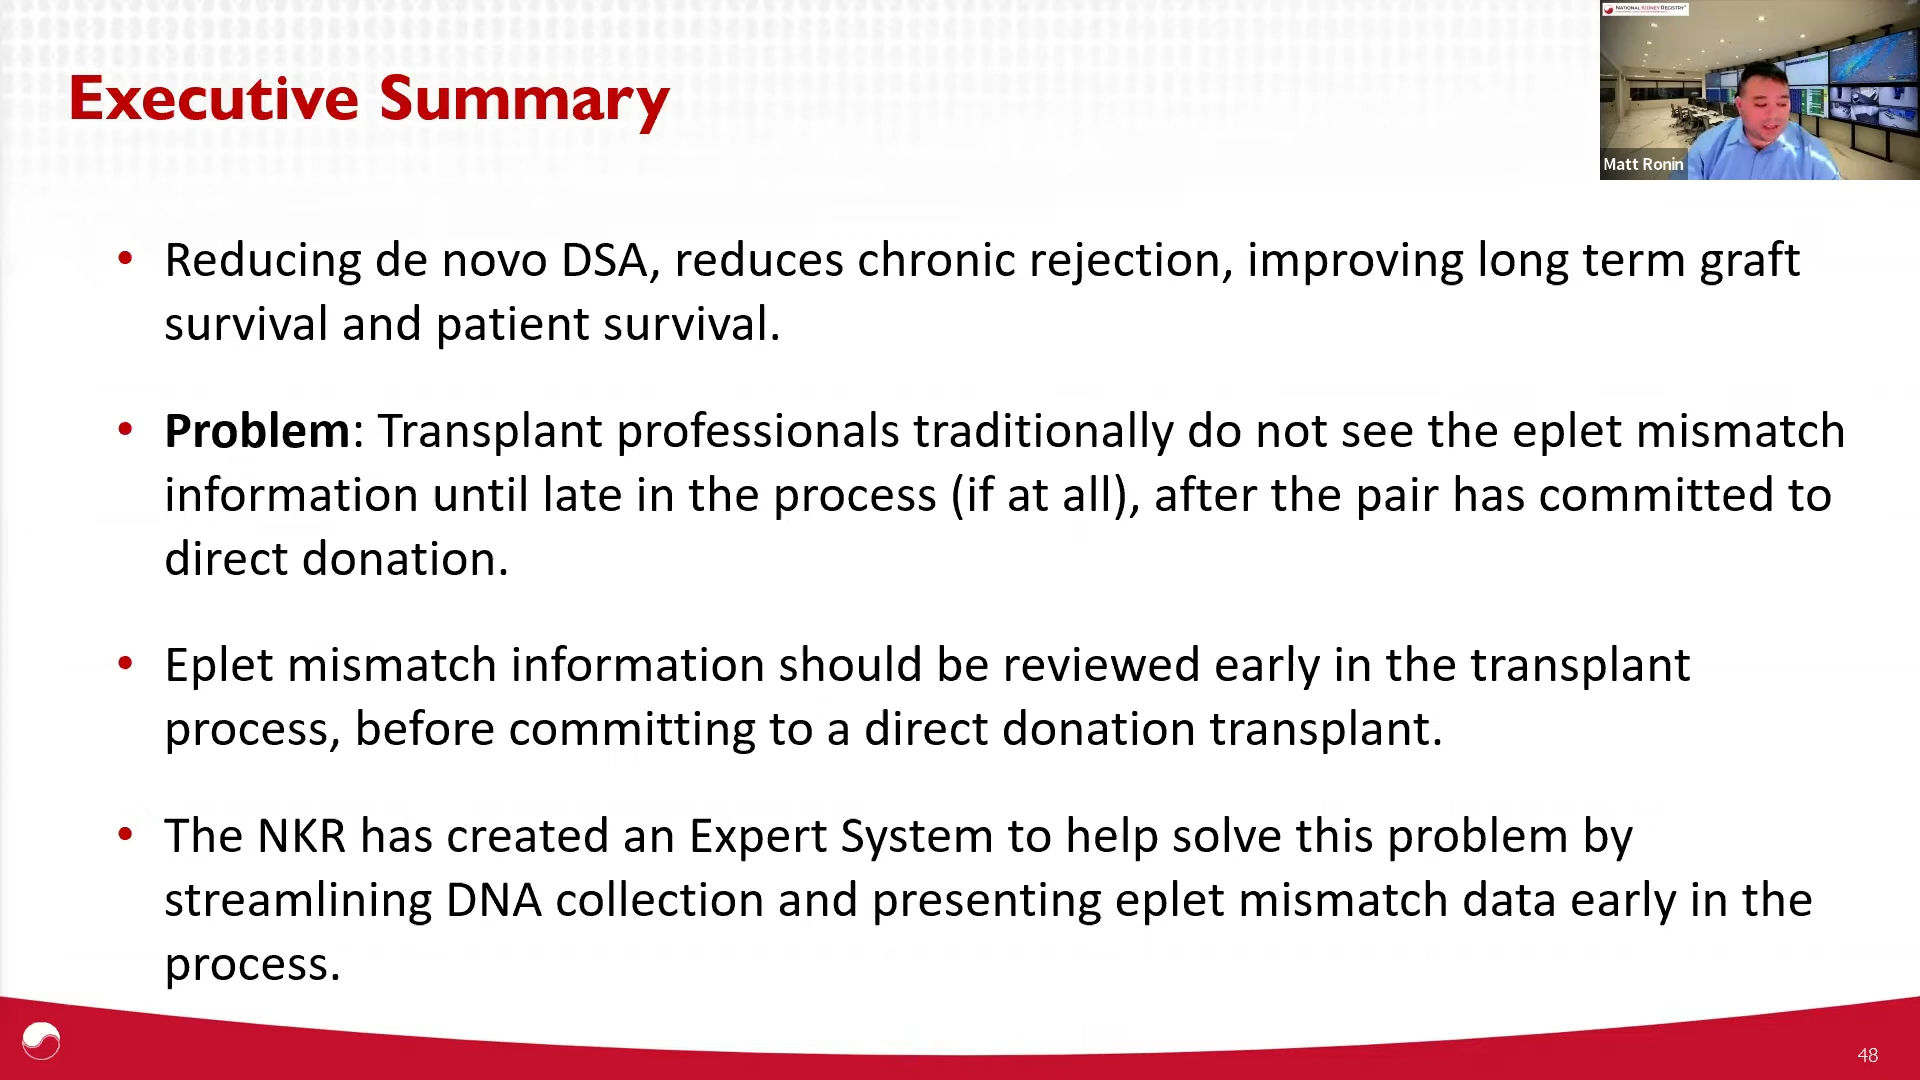 NATIONAL KIDNEY REGISTRY
Executive Summary
Matt Ronin
• Reducing de novo DSA, reduces chronic rejection, improving long term graft
survival and patient survival.
• Problem: Transplant professionals traditionally do not see the eplet mismatch
information until late in the process (if at all), after the pair has committed to
direct donation.
• Eplet mismatch information should be reviewed early in the transplant
process, before committing to a direct donation transplant.
• The NKR has created an Expert System to help solve this problem by
streamlining DNA collection and presenting eplet mismatch data early in the
process.
48